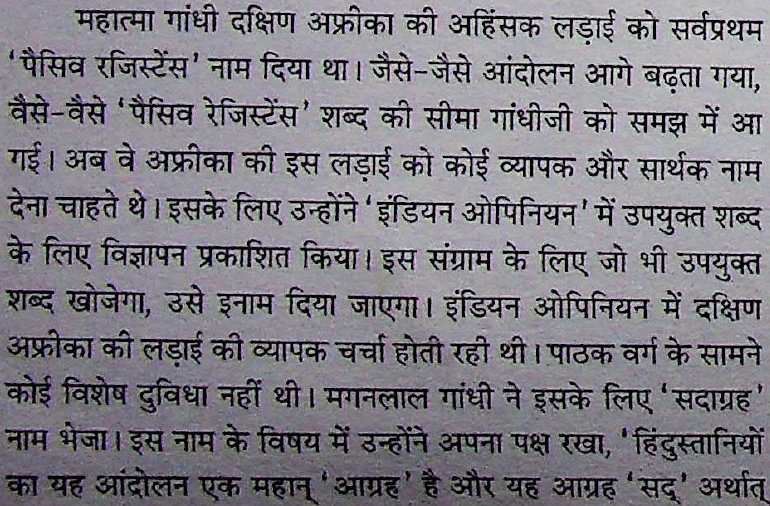 महात्मा गांधी दक्षिण अफ्रीका की अहिंसक लड़ाई को सर्वप्रथम
‘पैसिव रजिस्टेंस’ नाम दिया था। जैसे-जैसे आंदोलन आगे बढ़ता गया,
वैसे-वैसे ‘पैसिव रेजिस्टेंस’ शब्द की सीमा गांधीजी को समझ में आ
गई। अब वे अफ्रीका की इस लड़ाई को कोई व्यापक और सार्थक नाम
देना चाहते थे। इसके लिए उन्होंने ‘इंडियन ओपिनियन’ में उपयुक्त शब्द
के लिए विज्ञापन प्रकाशित किया। इस संग्राम के लिए जो भी उपयुक्त
शब्द खोजेगा, उसे इनाम दिया जाएगा। इंडियन ओपिनियन में दक्षिण
अफ्रीका की लड़ाई की व्यापक चर्चा होती रही थी। पाठक वर्ग के सामने
कोई विशेष दुविधा नहीं थी। मगनलाल गांधी ने इसके लिए ‘सदाग्रह’
नाम भेजा। इस नाम के विषय में उन्होंने अपना पक्ष रखा, ‘हिंदुस्तानियों
का यह आंदोलन एक महान् ‘आग्रह’ है और यह आग्रह ‘सद्’ अर्थात्